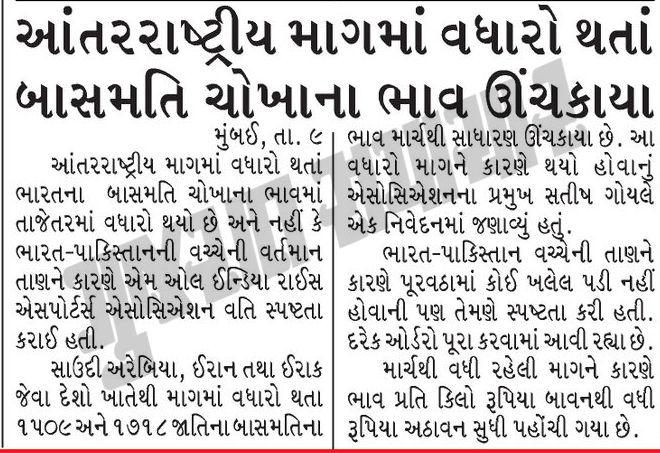 આંતરરાષ્ટ્રીય માગમાં વધારો થતાં
બાસમતિ ચોખાના ભાવ ઊંચકાયા
મુંબઈ, તા. ૯
આંતરરાષ્ટ્રીય માગમાં વધારો થતાં
ભારતના બાસમતિ ચોખાના ભાવમાં
તાજેતરમાં વધારો થયો છે અને નહીં કે
ભારત-પાકિસ્તાનની વચ્ચેની વર્તમાન
તાણને કારણે એમ ઓલ ઈન્ડિયા રાઈસ
એસપોર્ટર્સ એસોસિએશન વતિ સ્પષ્ટતા
કરાઈ હતી.
સાઉદી અરેબિયા, ઈરાન તથા ઈરાક
જેવા દેશો ખાતેથી માગમાં વધારો થતા
૧૫૦૯ અને ૧૭૧૮ જાતિના બાસમતિના
ભાવ માર્ચથી સાધારણ ઊંચકાયા છે. આ
વધારો માગને કારણે થયો હોવાનું
એસોસિએશનના પ્રમુખ સતીષ ગોયલે
એક નિવેદનમાં જણાવ્યું હતું.
ભારત-પાકિસ્તાન વચ્ચેની તાણને
કારણે પૂરવઠામાં કોઈ ખલેલ પડી નહીં
હોવાની પણ તેમણે સ્પષ્ટતા કરી હતી.
દરેક ઓર્ડરો પૂરા કરવામાં આવી રહ્યા છે.
માર્ચથી વધી રહેલી માગને કારણે
ભાવ પ્રતિ કિલો રૂપિયા બાવનથી વધી
રૂપિયા અઠાવન સુધી પહોંચી ગયા છે.